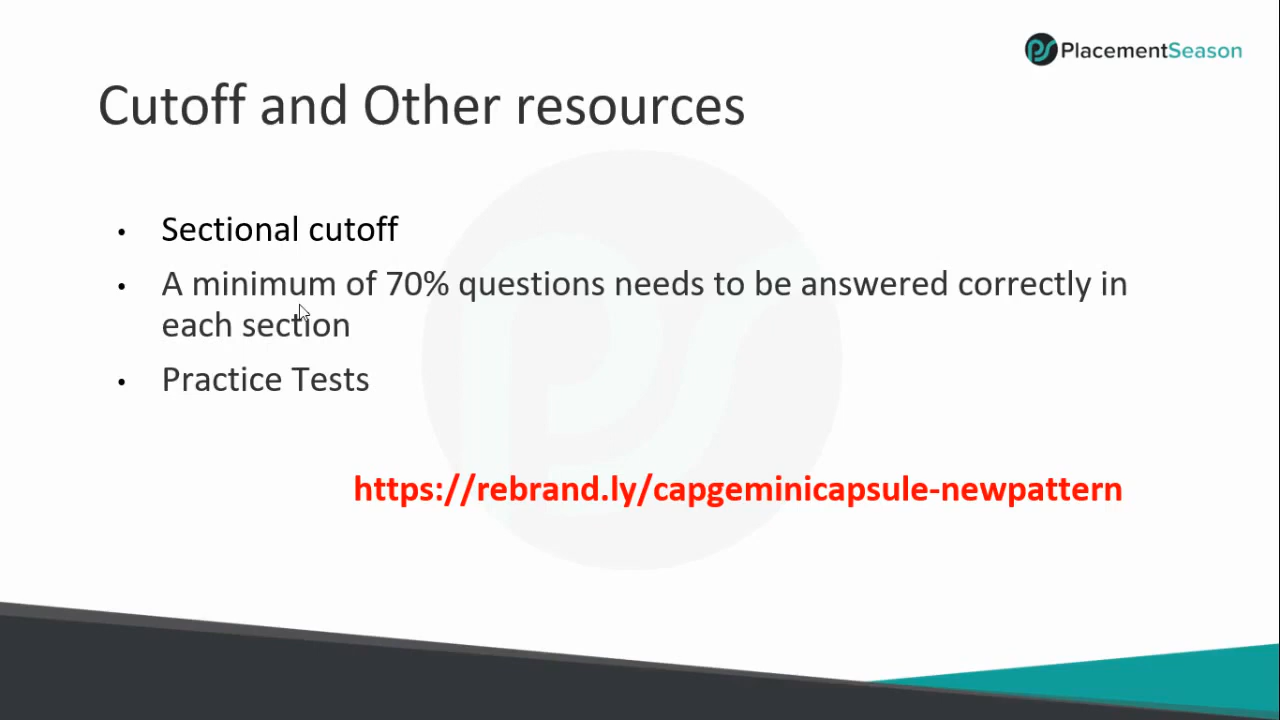 PlacementSeason
Cutoff and Other resources
• Sectional cutoff
• A minimum of 70% questions needs to be answered correctly in
each section
• Practice Tests
https://rebrand.ly/capgeminicapsule-newpattern